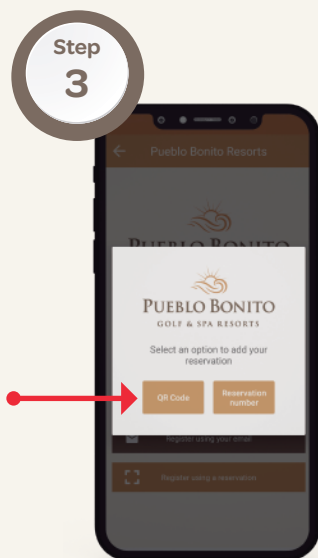 Step
3
Pueblo Bonito Resorts
PUEBLO BONITO
PUEBLO BONITO
GOLF & SPA RESORTS
Select an option to add your
reservation
QR Code
Reservation
number
Register using your email
Register using a reservation